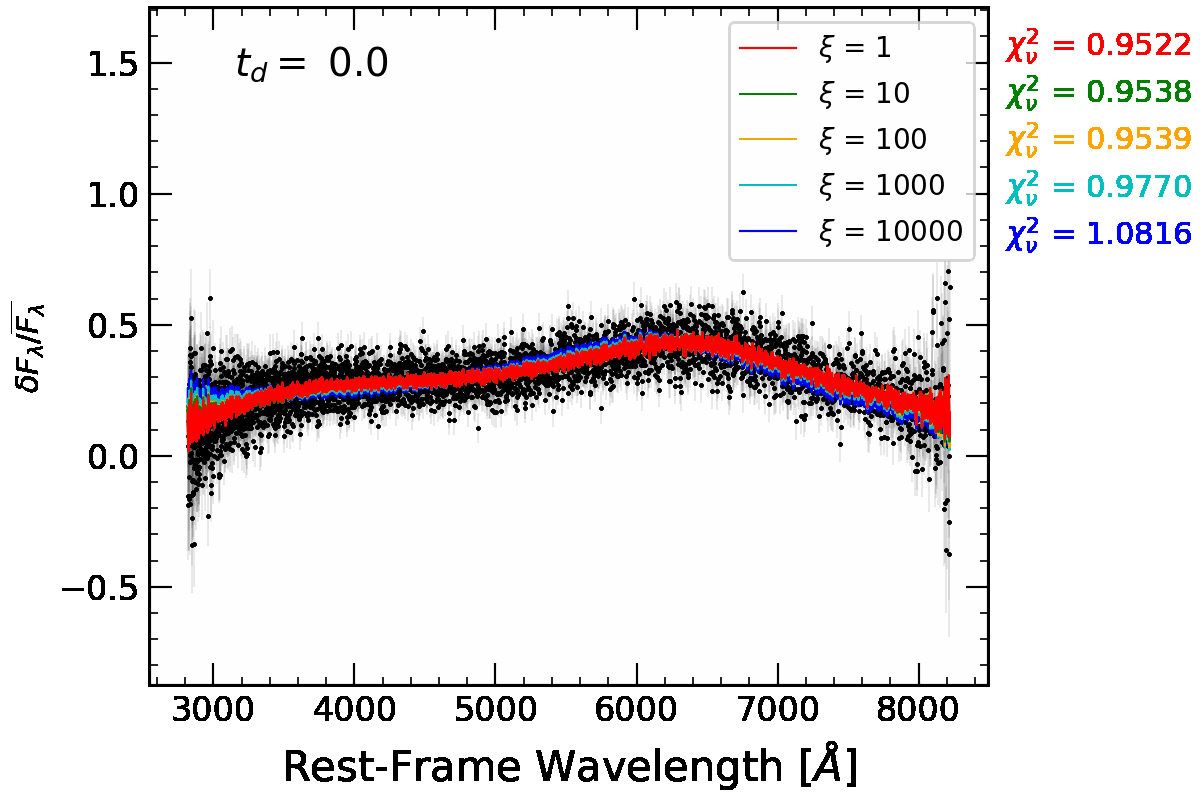 t_d = 0.0
ξ = 1
ξ = 10
ξ = 100
ξ = 1000
ξ = 10000
χ²_ν = 0.9522
χ²_ν = 0.9538
χ²_ν = 0.9539
χ²_ν = 0.9770
χ²_ν = 1.0816
1.5
1.0
0.5
0.0
−0.5
δF_λ/F̅_λ
3000 4000 5000 6000 7000 8000
Rest-Frame Wavelength [Å]